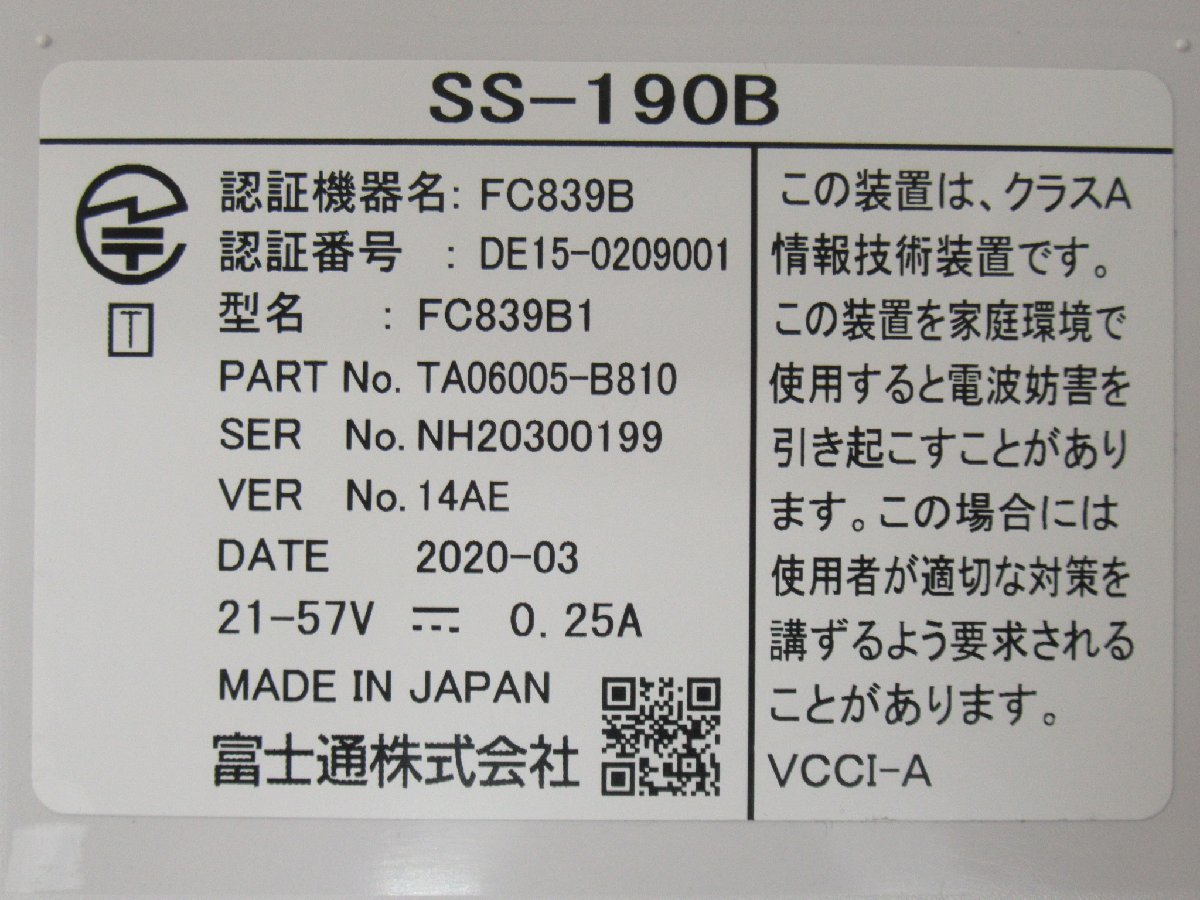 SS-190B
認証機器名: FC839B
認証番号 : DE15-0209001
T
型名 : FC839B1
PART No. TA06005-B810
SER No. NH20300199
VER No. 14AE
DATE 2020-03
21-57V ⎓ 0.25A
MADE IN JAPAN
富士通株式会社
この装置は、クラスA
情報技術装置です。
この装置を家庭環境で
使用すると電波妨害を
引き起こすことがあり
ます。この場合には
使用者が適切な対策を
講ずるよう要求される
ことがあります。
VCCI-A